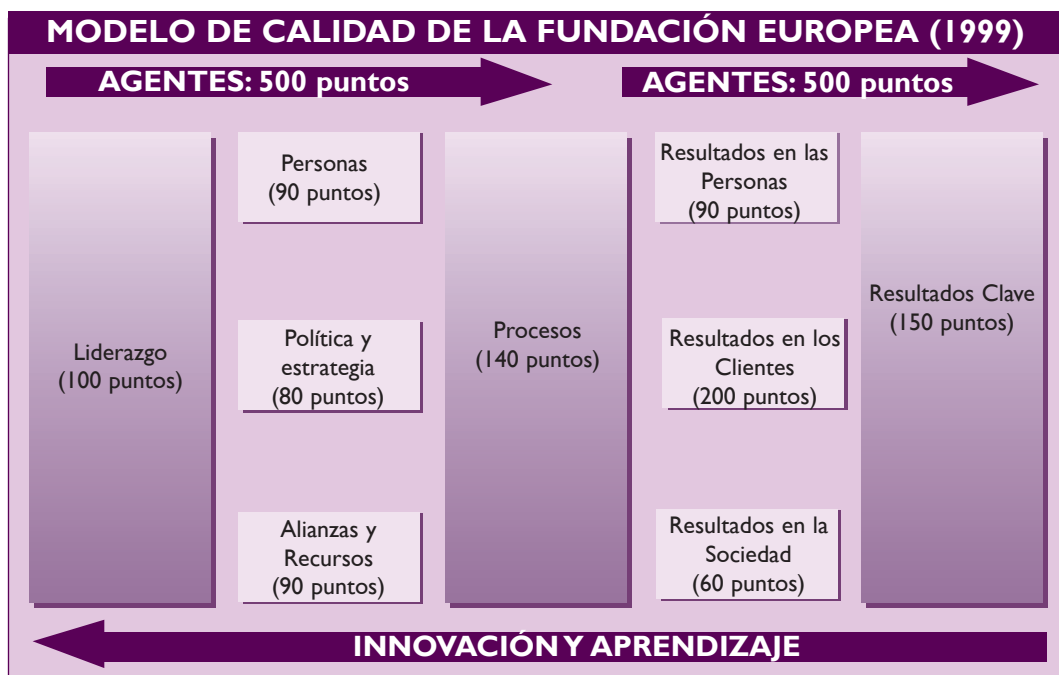 MODELO DE CALIDAD DE LA FUNDACIÓN EUROPEA (1999)
AGENTES: 500 puntos
AGENTES: 500 puntos
Liderazgo
(100 puntos)
Personas
(90 puntos)
Política y
estrategia
(80 puntos)
Alianzas y
Recursos
(90 puntos)
Procesos
(140 puntos)
Resultados en las
Personas
(90 puntos)
Resultados en los
Clientes
(200 puntos)
Resultados en la
Sociedad
(60 puntos)
Resultados Clave
(150 puntos)
INNOVACIÓN Y APRENDIZAJE